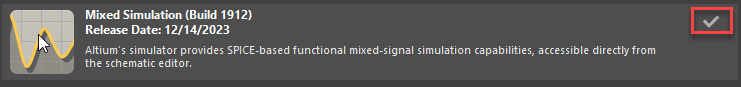 Mixed Simulation (Build 1912)
Release Date: 12/14/2023
Altium's simulator provides SPICE-based functional mixed-signal simulation capabilities, accessible directly from
the schematic editor.